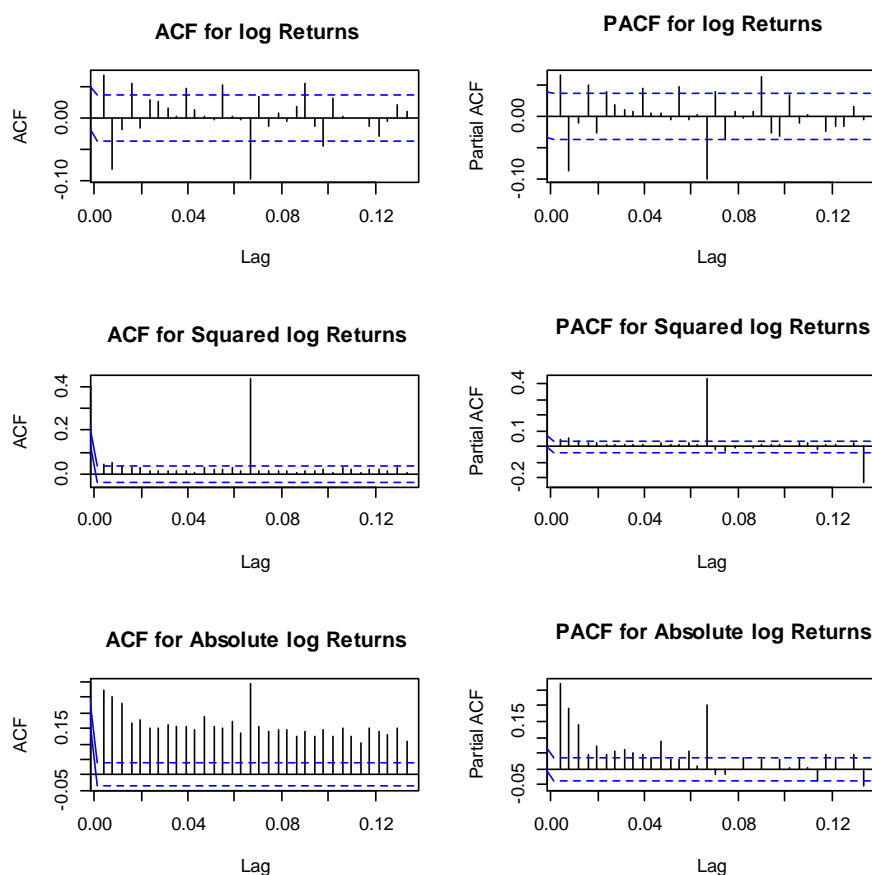 ACF for log Returns
ACF
0.00
-0.10
0.00
0.04
0.08
0.12
Lag
PACF for log Returns
Partial ACF
0.00
-0.10
0.00
0.04
0.08
0.12
Lag
ACF for Squared log Returns
ACF
0.4
0.2
0.0
0.00
0.04
0.08
0.12
Lag
PACF for Squared log Returns
Partial ACF
0.4
0.1
-0.2
0.00
0.04
0.08
0.12
Lag
ACF for Absolute log Returns
ACF
0.15
-0.05
0.00
0.04
0.08
0.12
Lag
PACF for Absolute log Returns
Partial ACF
0.15
-0.05
0.00
0.04
0.08
0.12
Lag